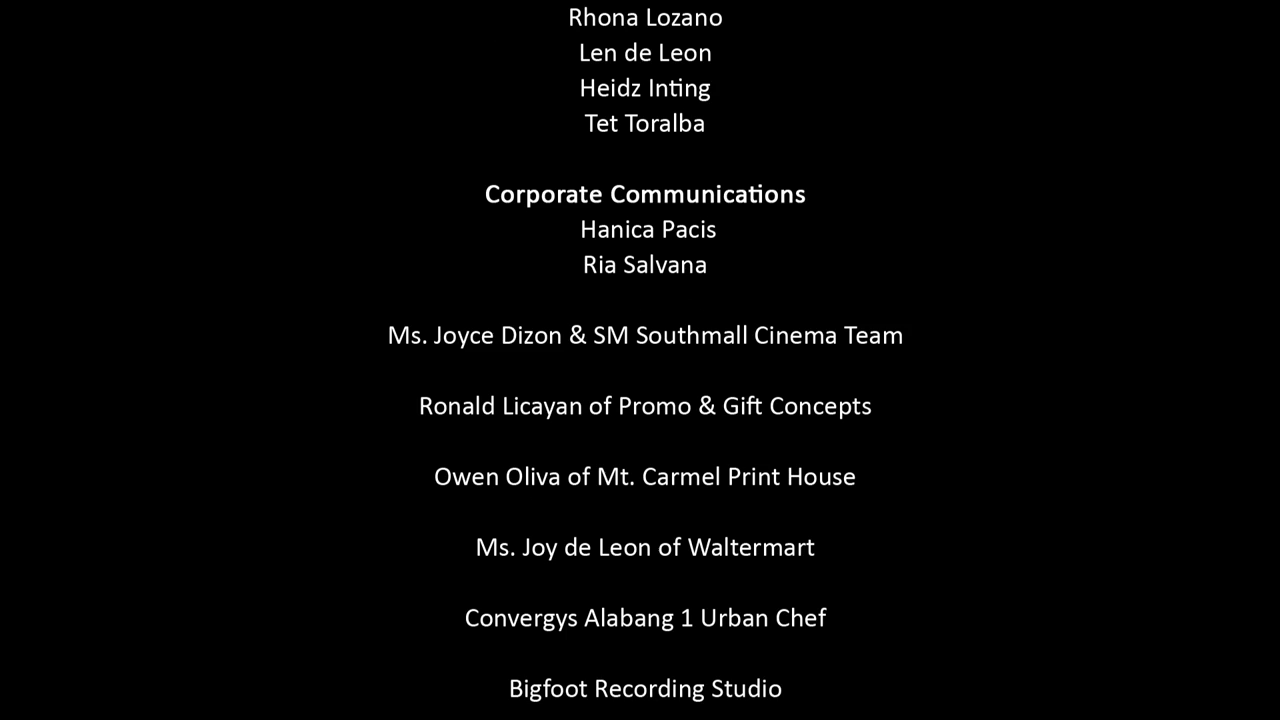 Rhona Lozano
Len de Leon
Heidz Inting
Tet Toralba
Corporate Communications
Hanica Pacis
Ria Salvana
Ms. Joyce Dizon & SM Southmall Cinema Team
Ronald Licayan of Promo & Gift Concepts
Owen Oliva of Mt. Carmel Print House
Ms. Joy de Leon of Waltermart
Convergys Alabang 1 Urban Chef
Bigfoot Recording Studio